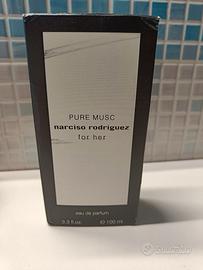 PURE MUSC
narciso rodriguez
for her
eau de parfum
3.3 fl.oz. ℮ 100 ml